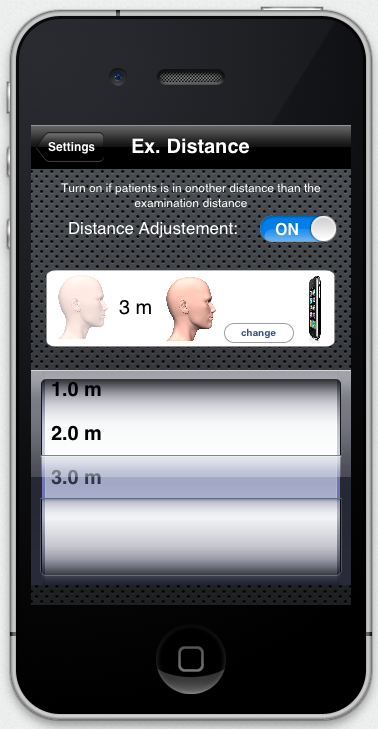 Settings
Ex. Distance
Turn on if patients is in onother distance than the
examination distance
Distance Adjustement:
ON
3 m
change
1.0 m
2.0 m
3.0 m